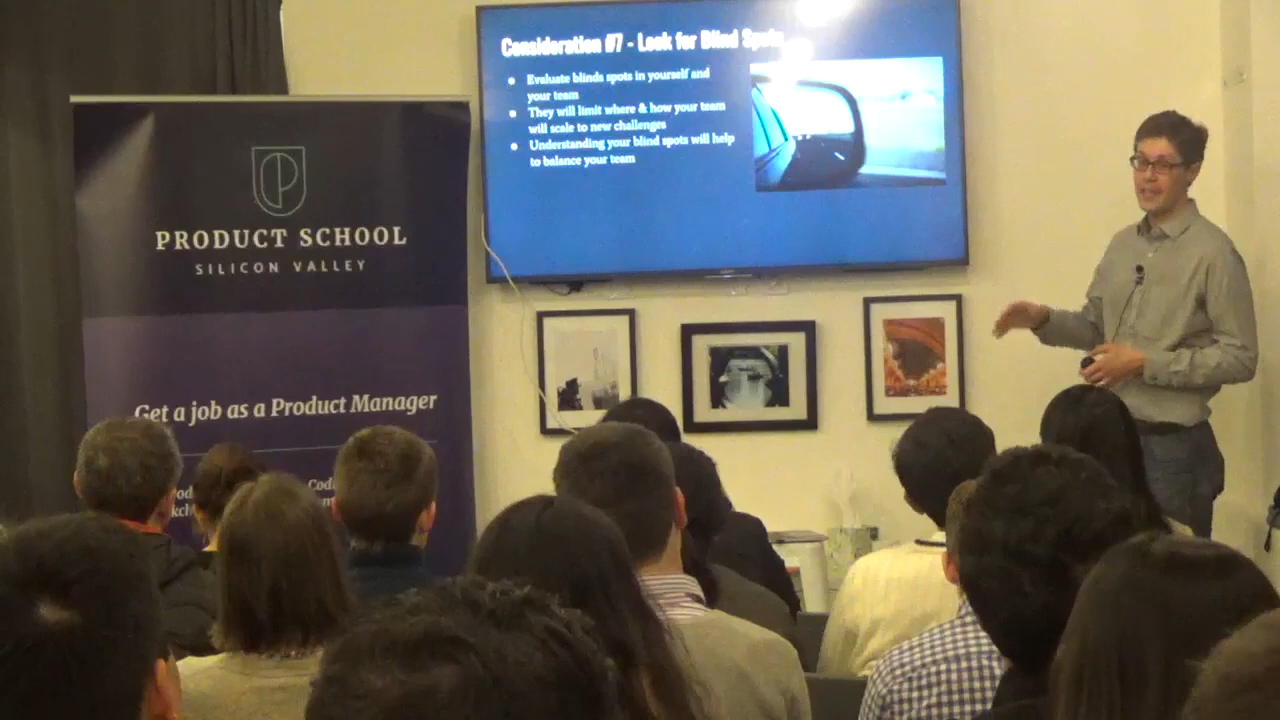 Consideration #7 - Look for Blind Spots
Evaluate blinds spots in yourself and
your team
They will limit where & how your team
will scale to new challenges
Understanding your blind spots will help
to balance your team
PRODUCT SCHOOL
SILICON VALLEY
Get a job as a Product Manager